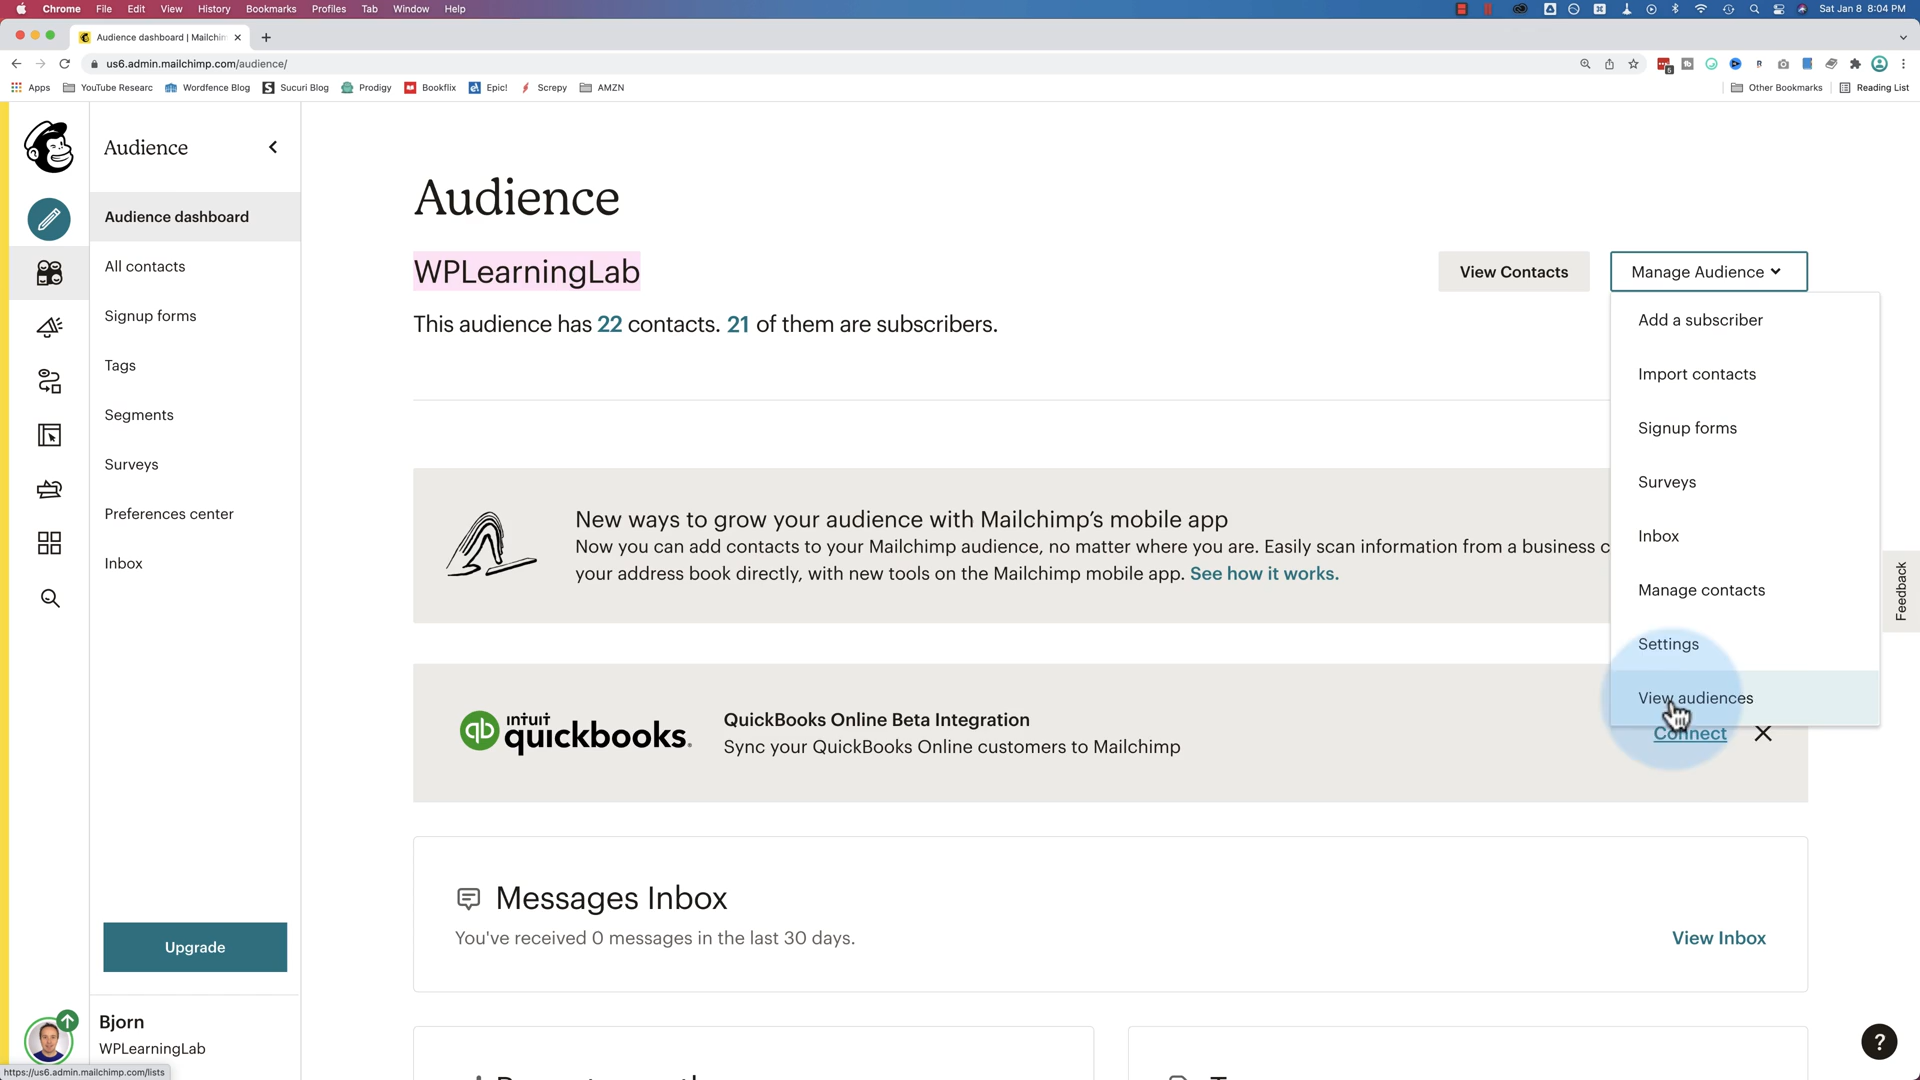 Chrome File Edit View History Bookmarks Profiles Tab Window Help
Sat Jan 8 8:04 PM
Audience dashboard | Mailchim
us6.admin.mailchimp.com/audience/
Apps YouTube Researc Wordfence Blog Sucuri Blog Prodigy Bookflix Epic! Screpy AMZN Other Bookmarks Reading List
Audience
Audience dashboard
All contacts
Signup forms
Tags
Segments
Surveys
Preferences center
Inbox
Upgrade
Bjorn
WPLearningLab
https://us6.admin.mailchimp.com/lists
Audience
WPLearningLab
This audience has 22 contacts. 21 of them are subscribers.
View Contacts
Manage Audience
Add a subscriber
Import contacts
Signup forms
Surveys
Inbox
Manage contacts
Settings
View audiences
New ways to grow your audience with Mailchimp's mobile app
Now you can add contacts to your Mailchimp audience, no matter where you are. Easily scan information from a business c
your address book directly, with new tools on the Mailchimp mobile app. See how it works.
qb intuit quickbooks.
QuickBooks Online Beta Integration
Sync your QuickBooks Online customers to Mailchimp
Connect
Messages Inbox
You've received 0 messages in the last 30 days.
View Inbox
Feedback
?